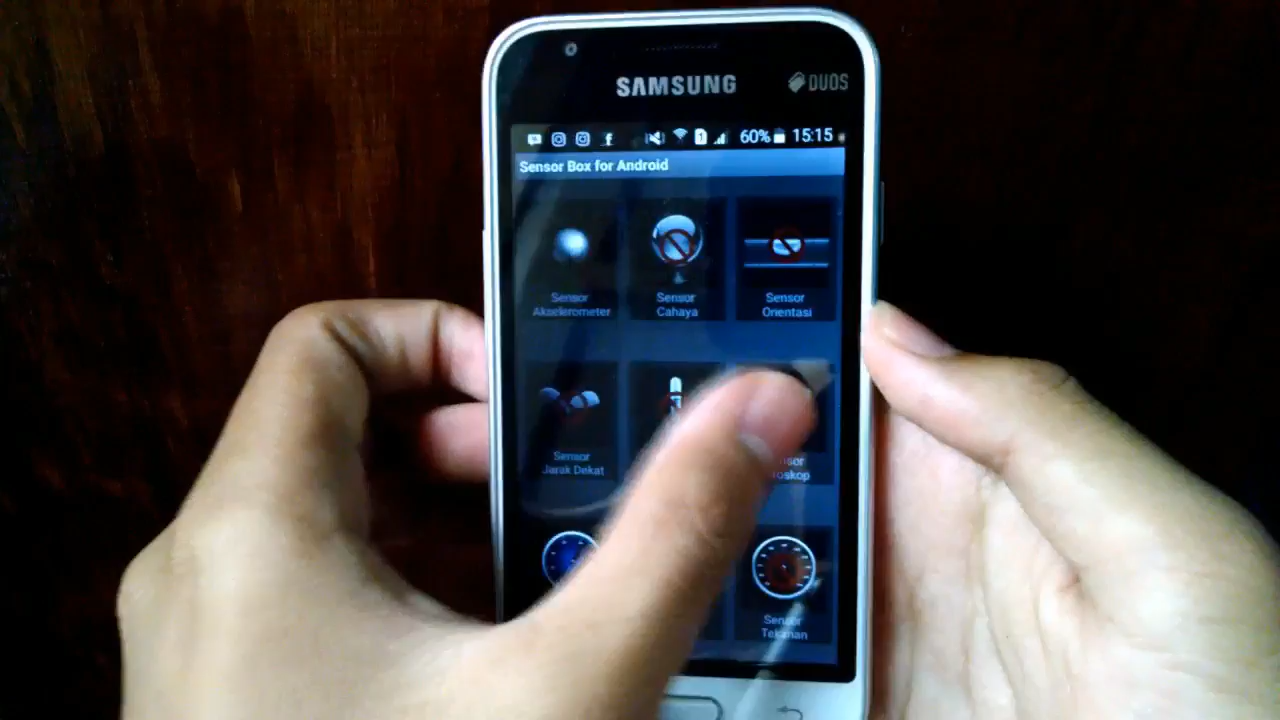 SAMSUNG
DUOS
60% 15:15
Sensor Box for Android
Sensor
Akselerometer
Sensor
Cahaya
Sensor
Orientasi
Sensor
Jarak Dekat
Sensor
Tekanan